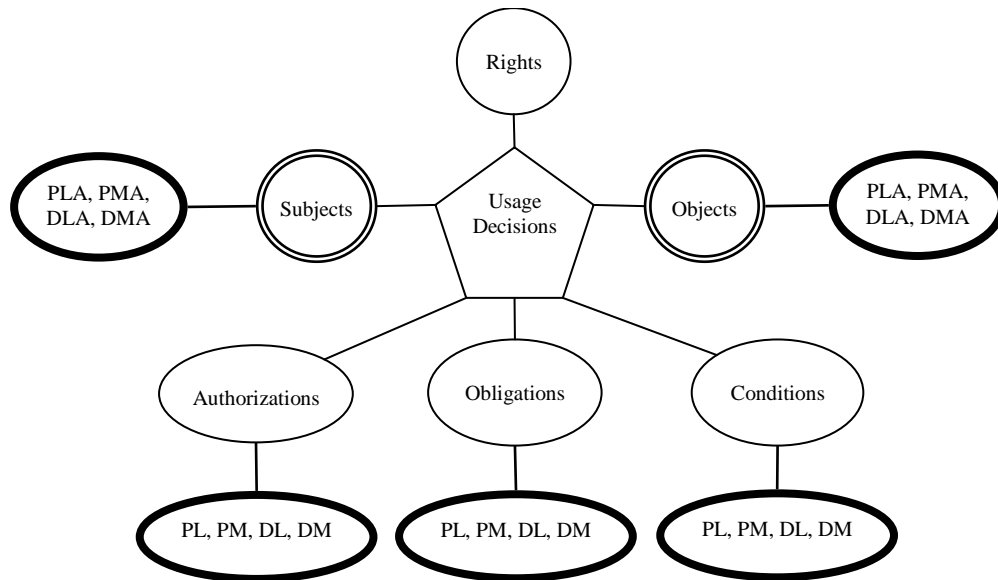 Rights
PLA, PMA,
DLA, DMA
Subjects
Usage
Decisions
Objects
PLA, PMA,
DLA, DMA
Authorizations
Obligations
Conditions
PL, PM, DL, DM
PL, PM, DL, DM
PL, PM, DL, DM